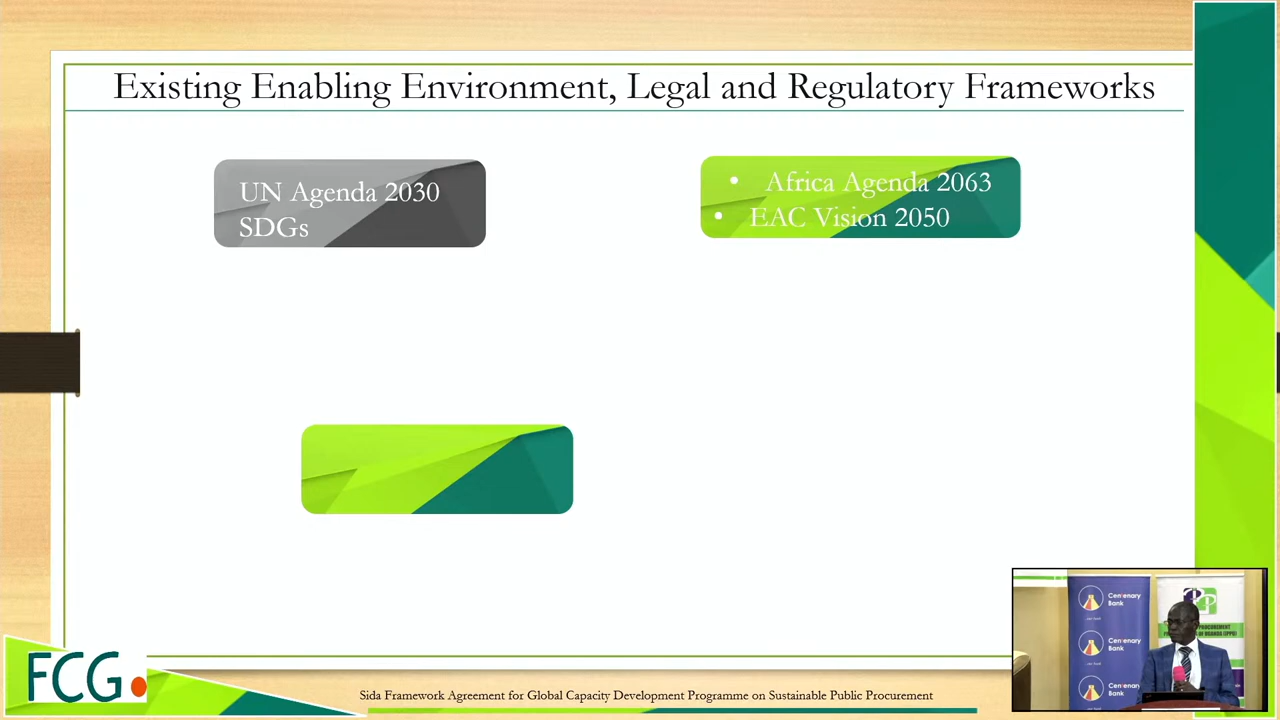 Existing Enabling Environment, Legal and Regulatory Frameworks
UN Agenda 2030
SDGs
• Africa Agenda 2063
• EAC Vision 2050
FCG
Sida Framework Agreement for Global Capacity Development Programme on Sustainable Public Procurement
Centenary
Bank
Centenary
Bank
Centenary
Bank
PROCUREMENT